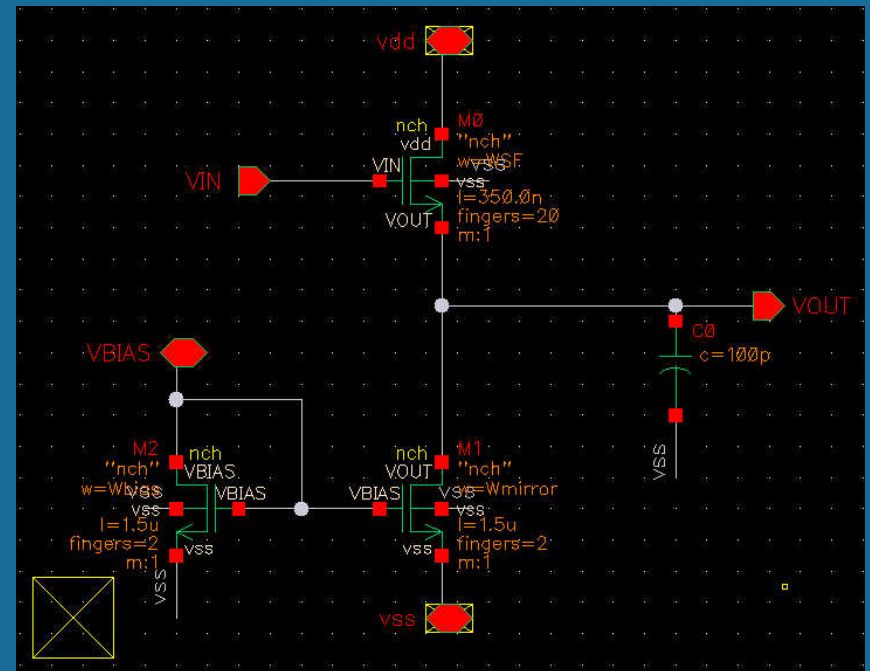 vdd
M0
nch
"nch"
vdd
w=WSF
VIN
VSS
VIN
vss
l=350.0n
VOUT
fingers=20
m:1
VOUT
C0
c=100p
VSS
VBIAS
M2
nch
"nch"
VBIAS
w=Wbias
VSS
VBIAS
vss
l=1.5u
fingers=2
vss
m:1
VSS
nch
M1
VOUT
"nch"
w=Wmirror
VBIAS
VSS
vss
l=1.5u
vss
fingers=2
m:1
vss